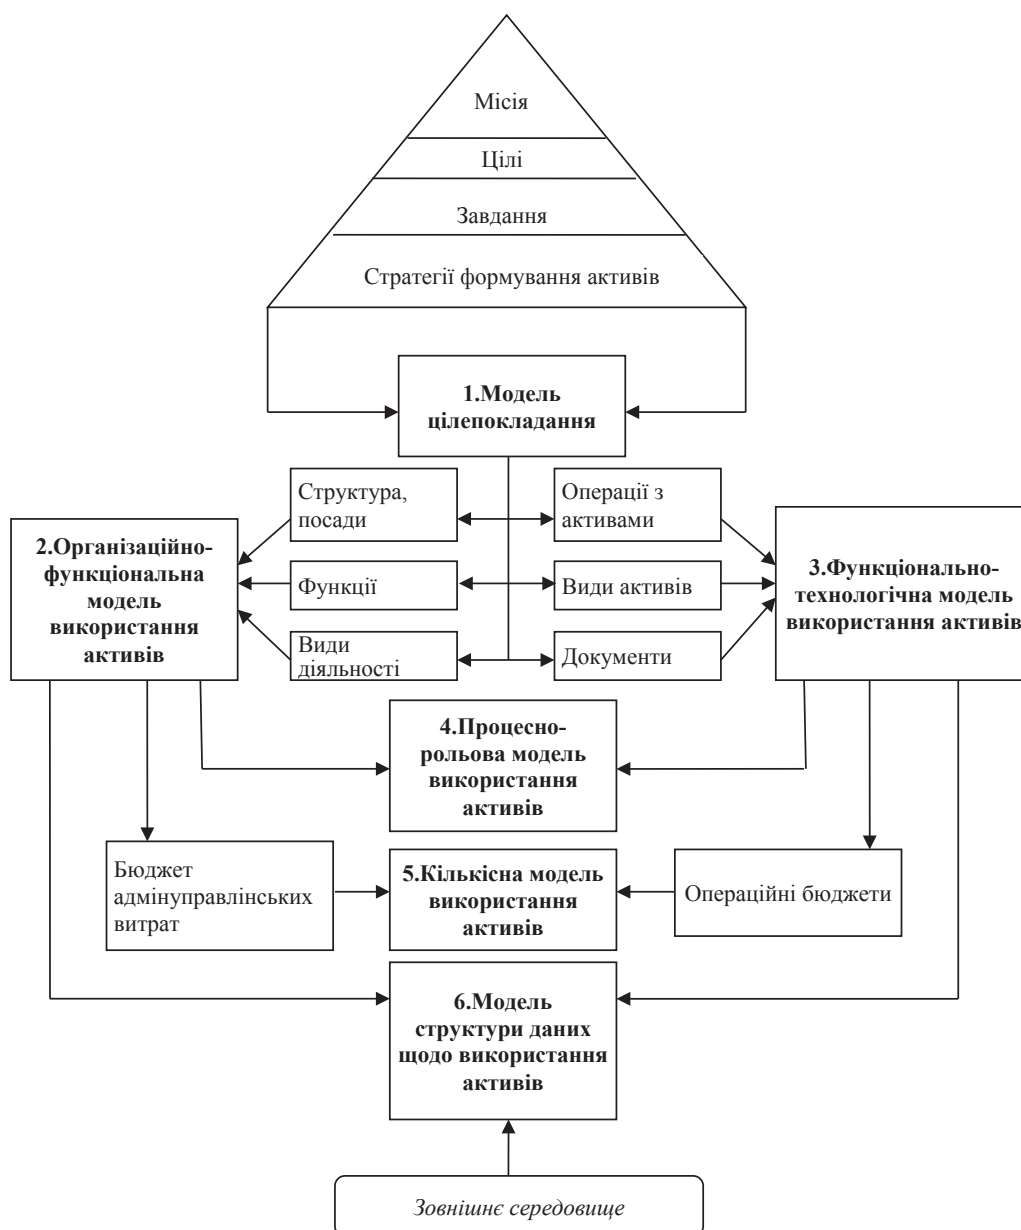 Місія
Цілі
Завдання
Стратегії формування активів
1.Модель
цілепокладання
Структура,
посади
Операції з
активами
2.Організаційно-
функціональна
модель
використання
активів
Функції
Види активів
3.Функціонально-
технологічна модель
використання активів
Види
діяльності
Документи
4.Процесно-
рольова модель
використання
активів
Бюджет
адмінуправлінських
витрат
5.Кількісна модель
використання
активів
Операційні бюджети
6.Модель
структури даних
щодо використання
активів
Зовнішнє середовище